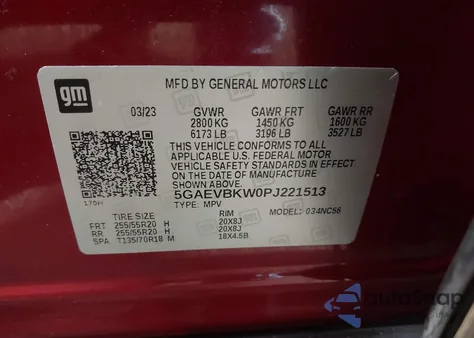 gm
MFD BY GENERAL MOTORS LLC
03/23 GVWR GAWR FRT GAWR RR
2800 KG 1450 KG 1600 KG
6173 LB 3196 LB 3527 LB
THIS VEHICLE CONFORMS TO ALL
APPLICABLE U.S. FEDERAL MOTOR
VEHICLE SAFETY STANDARDS IN EFFECT
ON THE DATE OF MANUFACTURE
SHOWN ABOVE.
5GAEVBKW0PJ221513
TYPE: MPV MODEL: 034NC56
170H
TIRE SIZE RIM
FRT 255/55R20 H 20X8J
RR 255/55R20 H 20X8J
SPA T135/70R18 M 18X4.5B
AutoSnap